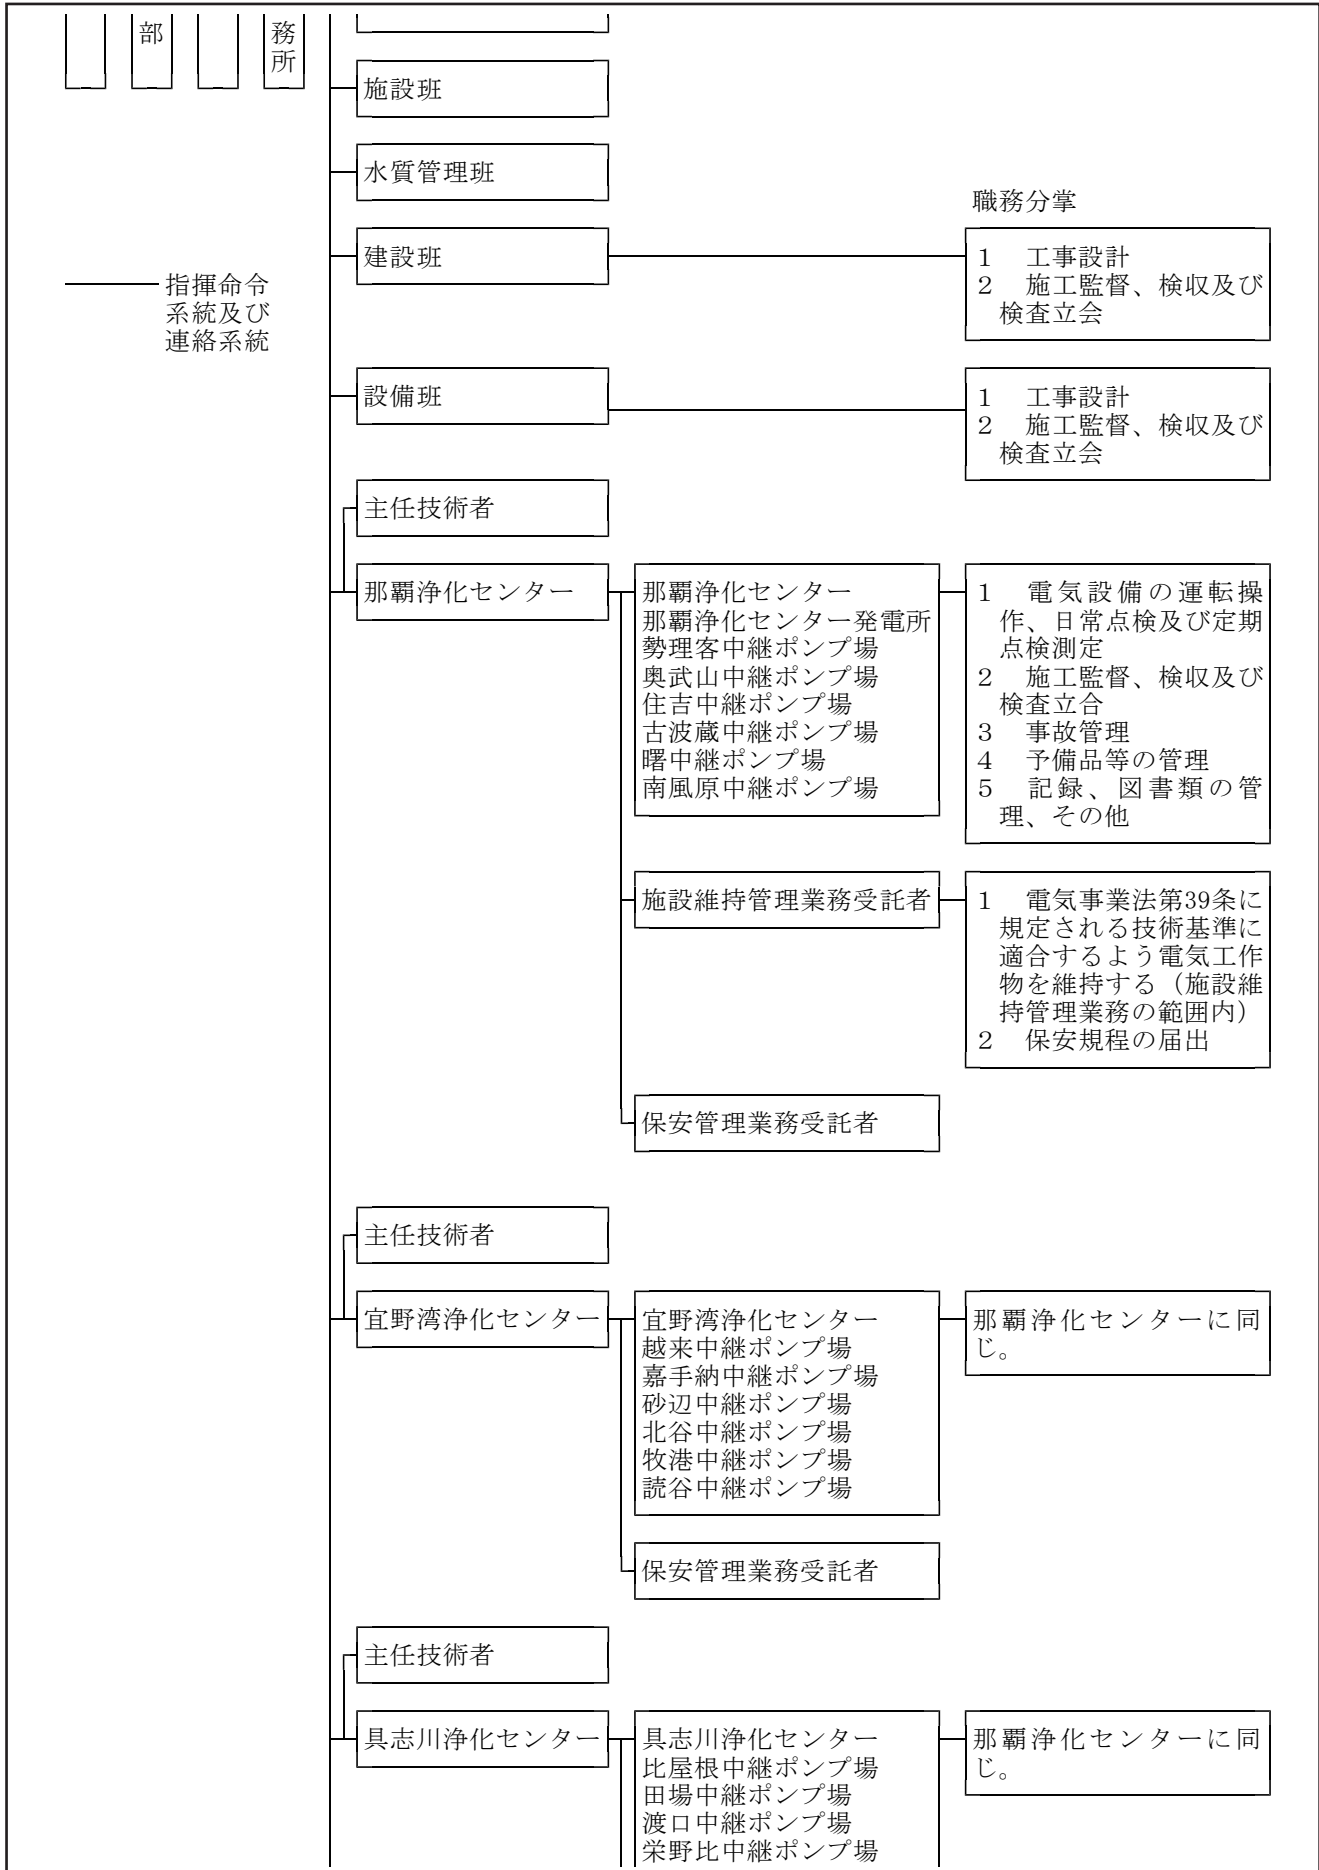 部
務
所
施設班
水質管理班
職務分掌
建設班
1　工事設計
2　施工監督、検収及び
検査立会
指揮命令
系統及び
連絡系統
設備班
1　工事設計
2　施工監督、検収及び
検査立会
主任技術者
那覇浄化センター
那覇浄化センター
那覇浄化センター発電所
勢理客中継ポンプ場
奥武山中継ポンプ場
住吉中継ポンプ場
古波蔵中継ポンプ場
曙中継ポンプ場
南風原中継ポンプ場
1　電気設備の運転操
作、日常点検及び定期
点検測定
2　施工監督、検収及び
検査立合
3　事故管理
4　予備品等の管理
5　記録、図書類の管
理、その他
施設維持管理業務受託者
1　電気事業法第39条に
規定される技術基準に
適合するよう電気工作
物を維持する（施設維
持管理業務の範囲内）
2　保安規程の届出
保安管理業務受託者
主任技術者
宜野湾浄化センター
宜野湾浄化センター
越来中継ポンプ場
嘉手納中継ポンプ場
砂辺中継ポンプ場
北谷中継ポンプ場
牧港中継ポンプ場
読谷中継ポンプ場
那覇浄化センターに同
じ。
保安管理業務受託者
主任技術者
具志川浄化センター
具志川浄化センター
比屋根中継ポンプ場
田場中継ポンプ場
渡口中継ポンプ場
栄野比中継ポンプ場
那覇浄化センターに同
じ。